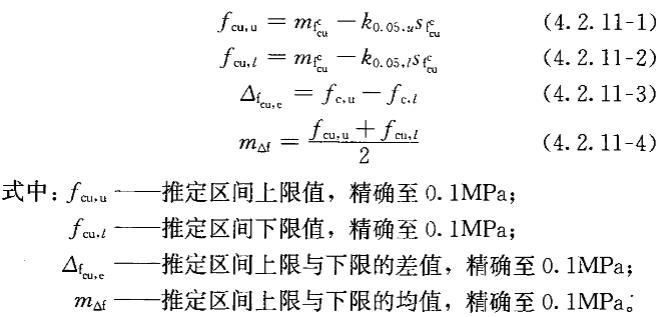 f_{cu,u} = m_{f^c_{cu}} − k_{0.05,u} s_{f^c_{cu}} (4.2.11-1)
f_{cu,l} = m_{f^c_{cu}} − k_{0.05,l} s_{f^c_{cu}} (4.2.11-2)
Δ_{f_{cu,e}} = f_{c,u} − f_{c,l} (4.2.11-3)
m_{Δf} = \frac{f_{cu,u} + f_{cu,l}}{2} (4.2.11-4)
式中：f_{cu,u}——推定区间上限值，精确至 0.1MPa；
f_{cu,l}——推定区间下限值，精确至 0.1MPa；
Δ_{f_{cu,e}}——推定区间上限与下限的差值，精确至 0.1MPa；
m_{Δf}——推定区间上限与下限的均值，精确至 0.1MPa。